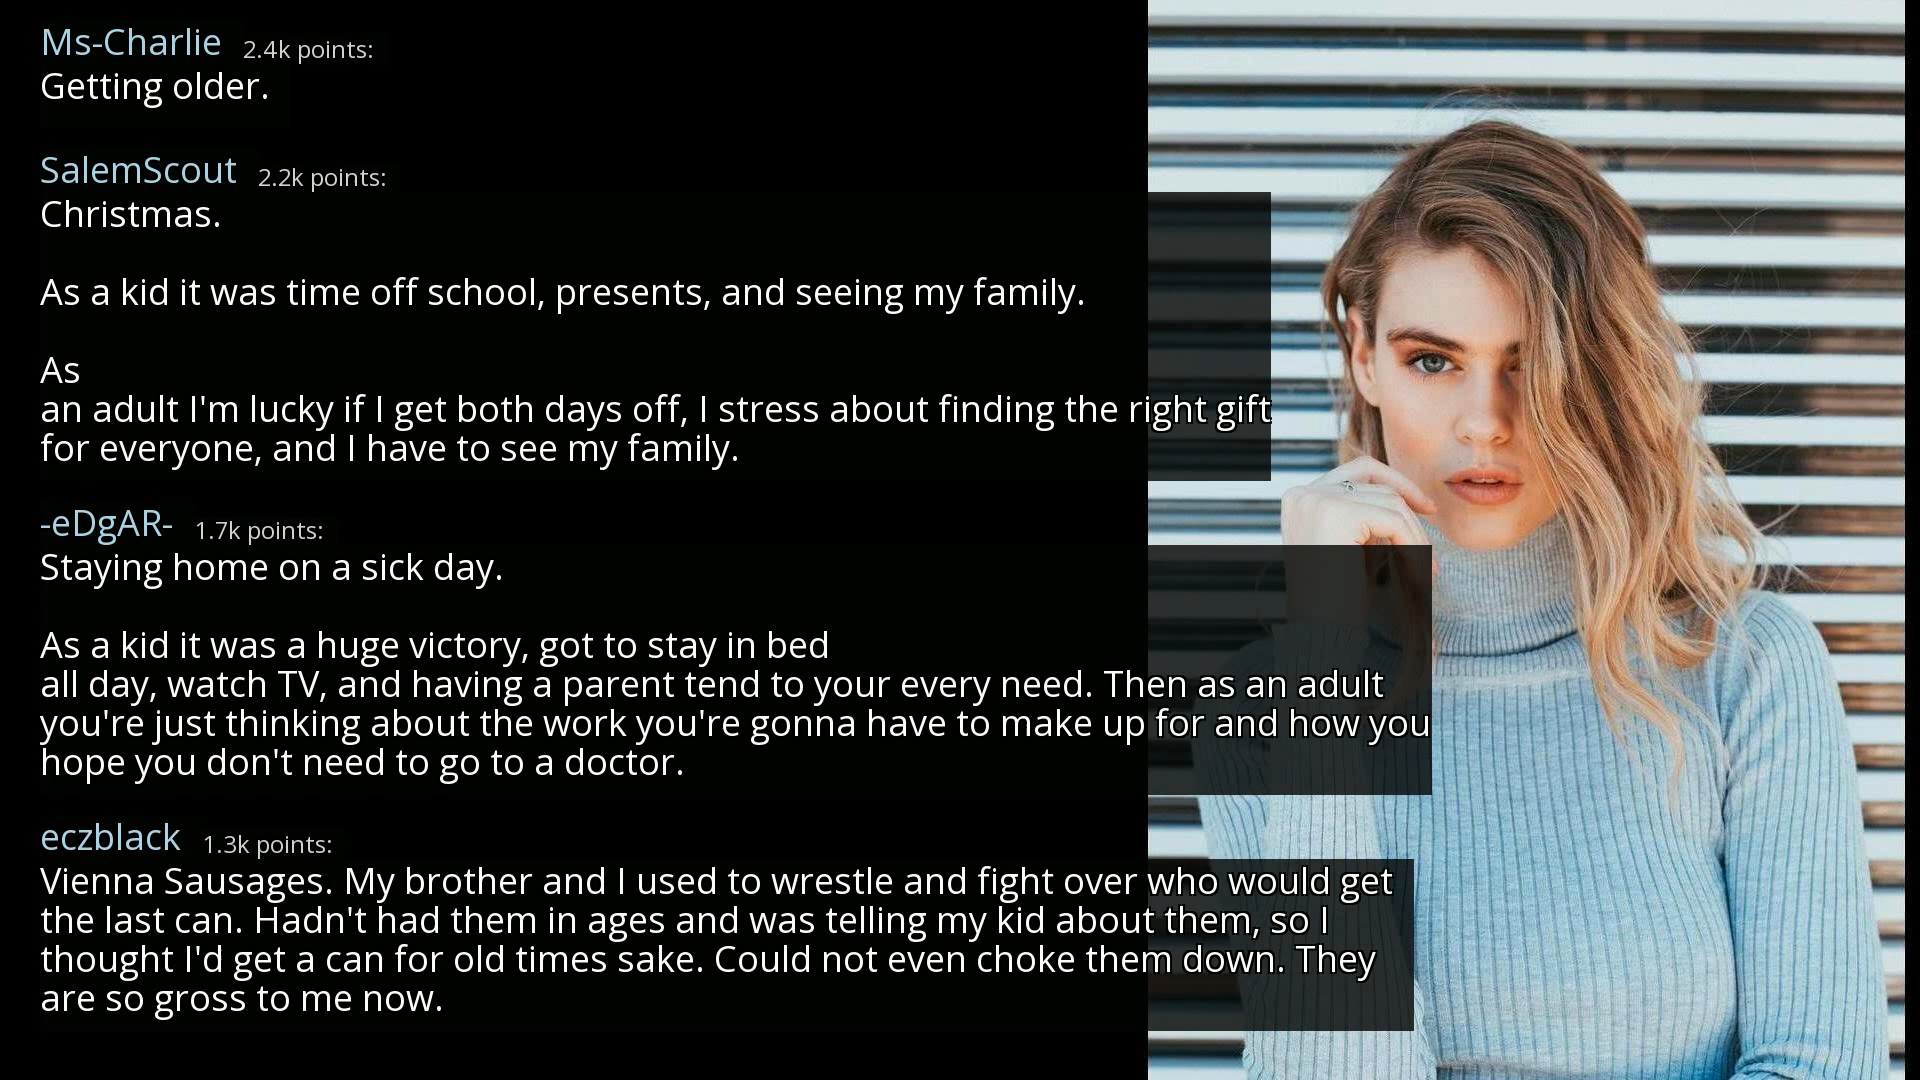 Ms-Charlie 2.4k points:
Getting older.
SalemScout 2.2k points:
Christmas.
As a kid it was time off school, presents, and seeing my family.
As
an adult I'm lucky if I get both days off, I stress about finding the right gift
for everyone, and I have to see my family.
-eDgAR- 1.7k points:
Staying home on a sick day.
As a kid it was a huge victory, got to stay in bed
all day, watch TV, and having a parent tend to your every need. Then as an adult
you're just thinking about the work you're gonna have to make up for and how you
hope you don't need to go to a doctor.
eczblack 1.3k points:
Vienna Sausages. My brother and I used to wrestle and fight over who would get
the last can. Hadn't had them in ages and was telling my kid about them, so I
thought I'd get a can for old times sake. Could not even choke them down. They
are so gross to me now.